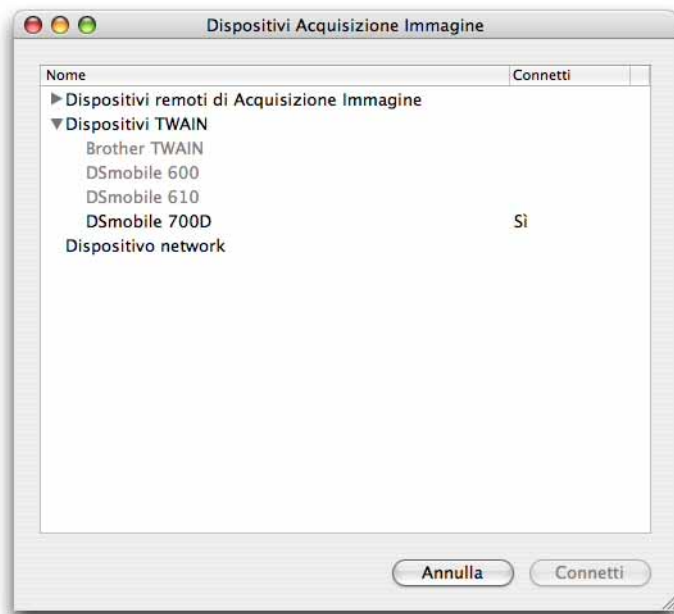 Dispositivi Acquisizione Immagine
Nome Connetti
Dispositivi remoti di Acquisizione Immagine
Dispositivi TWAIN
Brother TWAIN
DSmobile 600
DSmobile 610
DSmobile 700D Sì
Dispositivo network
Annulla Connetti